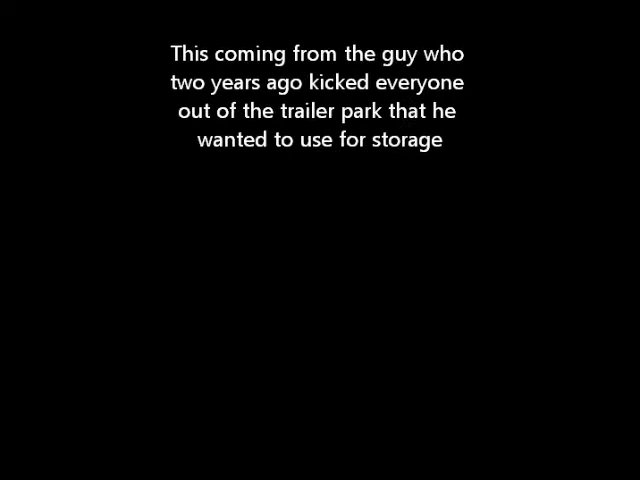 This coming from the guy who
two years ago kicked everyone
out of the trailer park that he
wanted to use for storage